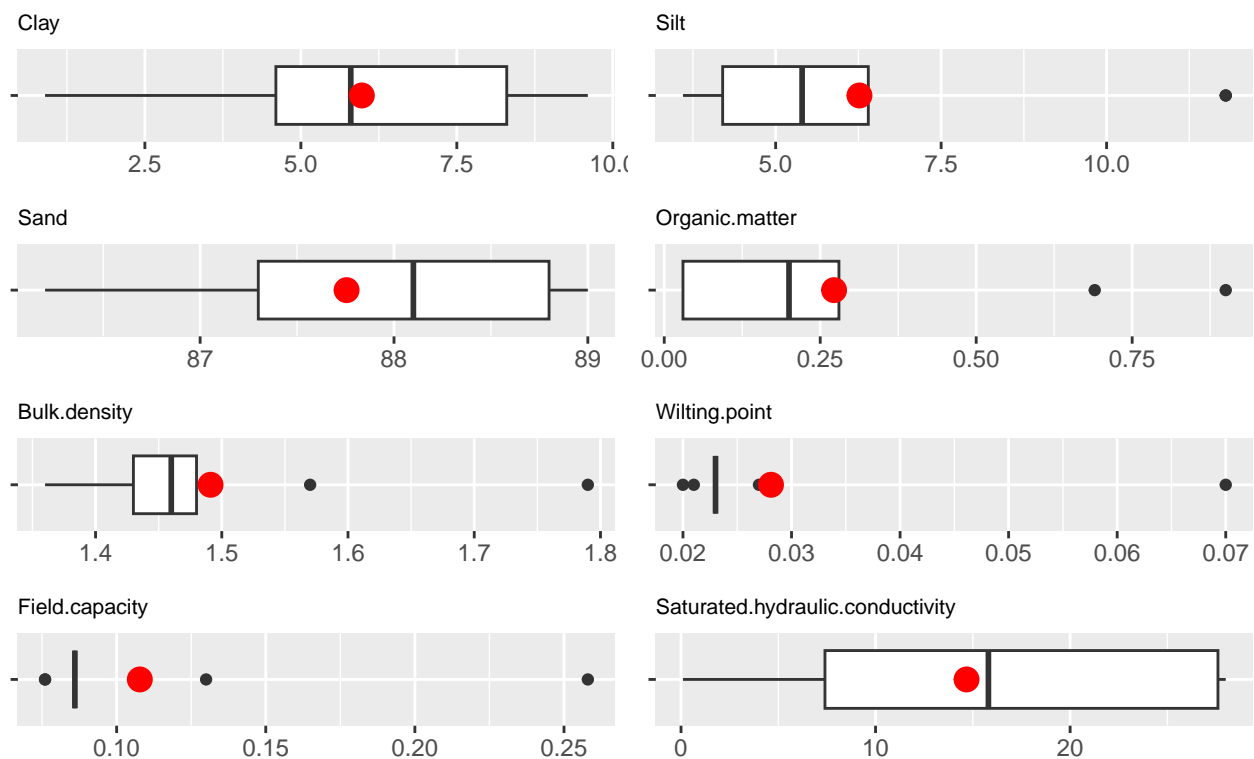 Clay
2.5 5.0 7.5 10.0
Silt
5.0 7.5 10.0
Sand
87 88 89
Organic.matter
0.00 0.25 0.50 0.75
Bulk.density
1.4 1.5 1.6 1.7 1.8
Wilting.point
0.02 0.03 0.04 0.05 0.06 0.07
Field.capacity
0.10 0.15 0.20 0.25
Saturated.hydraulic.conductivity
0 10 20